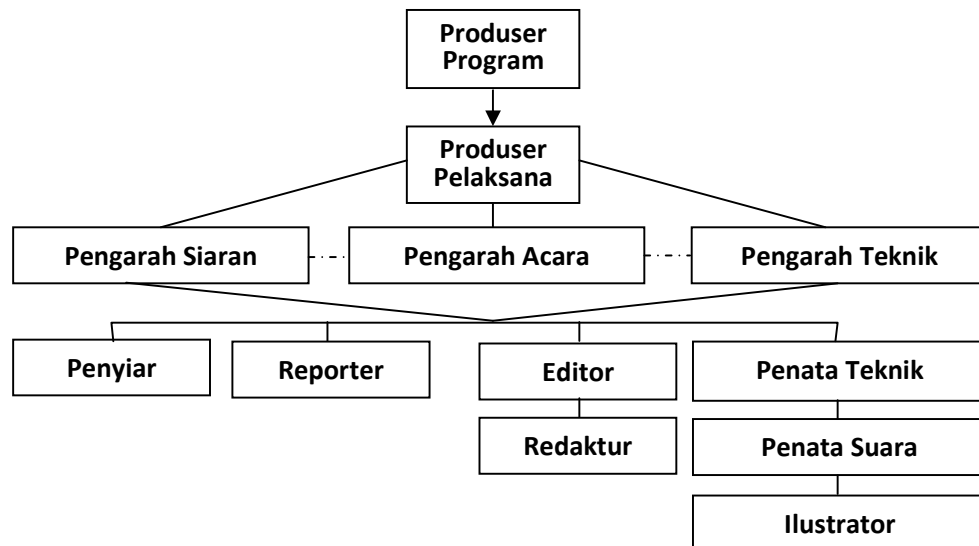 Produser
Program
Produser
Pelaksana
Pengarah Siaran
Pengarah Acara
Pengarah Teknik
Penyiar
Reporter
Editor
Penata Teknik
Redaktur
Penata Suara
Ilustrator